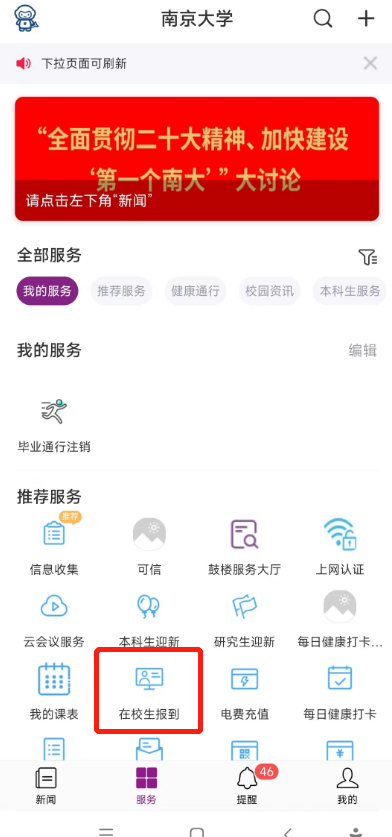 南京大学
下拉页面可刷新
“全面贯彻二十大精神、加快建设
‘第一个南大’”大讨论
请点击左下角“新闻”
全部服务
我的服务 推荐服务 健康通行 校园资讯 本科生服务
我的服务 编辑
毕业通行注销
推荐服务
推荐
信息收集 可信 鼓楼服务大厅 上网认证
云会议服务 本科生迎新 研究生迎新 每日健康打卡...
我的课表 在校生报到 电费充值 每日健康打卡
46
新闻 服务 提醒 我的